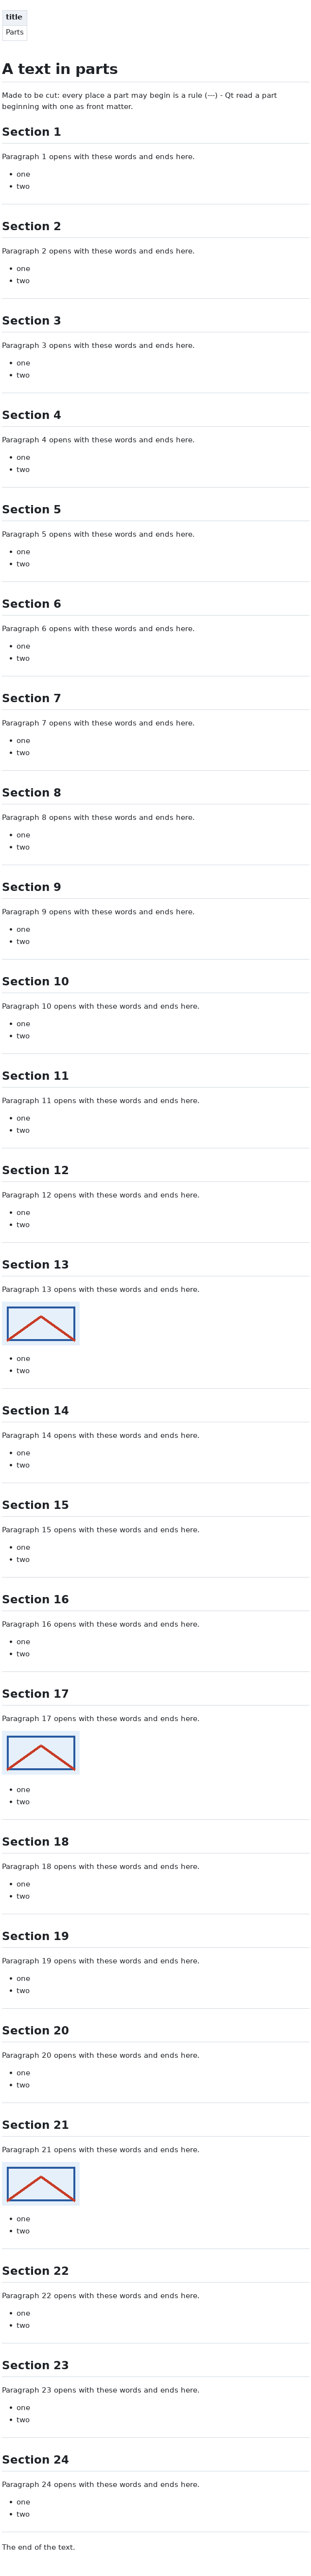 title
Parts
A text in parts
Made to be cut: every place a part may begin is a rule (---) - Qt read a part
beginning with one as front matter.
Section 1
Paragraph 1 opens with these words and ends here.
• one
• two
Section 2
Paragraph 2 opens with these words and ends here.
• one
• two
Section 3
Paragraph 3 opens with these words and ends here.
• one
• two
Section 4
Paragraph 4 opens with these words and ends here.
• one
• two
Section 5
Paragraph 5 opens with these words and ends here.
• one
• two
Section 6
Paragraph 6 opens with these words and ends here.
• one
• two
Section 7
Paragraph 7 opens with these words and ends here.
• one
• two
Section 8
Paragraph 8 opens with these words and ends here.
• one
• two
Section 9
Paragraph 9 opens with these words and ends here.
• one
• two
Section 10
Paragraph 10 opens with these words and ends here.
• one
• two
Section 11
Paragraph 11 opens with these words and ends here.
• one
• two
Section 12
Paragraph 12 opens with these words and ends here.
• one
• two
Section 13
Paragraph 13 opens with these words and ends here.
• one
• two
Section 14
Paragraph 14 opens with these words and ends here.
• one
• two
Section 15
Paragraph 15 opens with these words and ends here.
• one
• two
Section 16
Paragraph 16 opens with these words and ends here.
• one
• two
Section 17
Paragraph 17 opens with these words and ends here.
• one
• two
Section 18
Paragraph 18 opens with these words and ends here.
• one
• two
Section 19
Paragraph 19 opens with these words and ends here.
• one
• two
Section 20
Paragraph 20 opens with these words and ends here.
• one
• two
Section 21
Paragraph 21 opens with these words and ends here.
• one
• two
Section 22
Paragraph 22 opens with these words and ends here.
• one
• two
Section 23
Paragraph 23 opens with these words and ends here.
• one
• two
Section 24
Paragraph 24 opens with these words and ends here.
• one
• two
The end of the text.